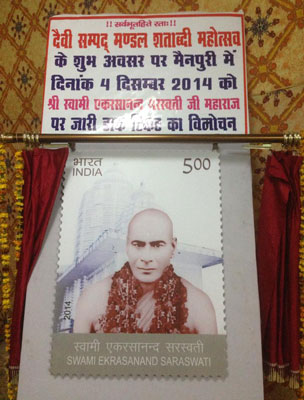 ॥ सर्वभूतहिते रताः ॥
दैवी सम्पद् मण्डल शताब्दी महोत्सव
के शुभ अवसर पर मैनपुरी में
दिनांक 4 दिसम्बर 2014 को
श्री स्वामी एकरसानन्द सरस्वती जी महाराज
पर जारी डाक टिकट का विमोचन
भारत 5.00
INDIA
2014
स्वामी एकरसानन्द सरस्वती
SWAMI EKRASANAND SARASWATI